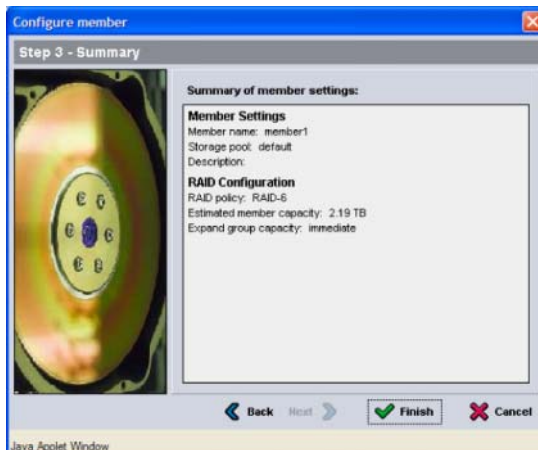 Configure member
Step 3 - Summary
Summary of member settings:
Member Settings
Member name: member1
Storage pool: default
Description:
RAID Configuration
RAID policy: RAID-6
Estimated member capacity: 2.19 TB
Expand group capacity: immediate
Back Next Finish Cancel
Java Applet Window